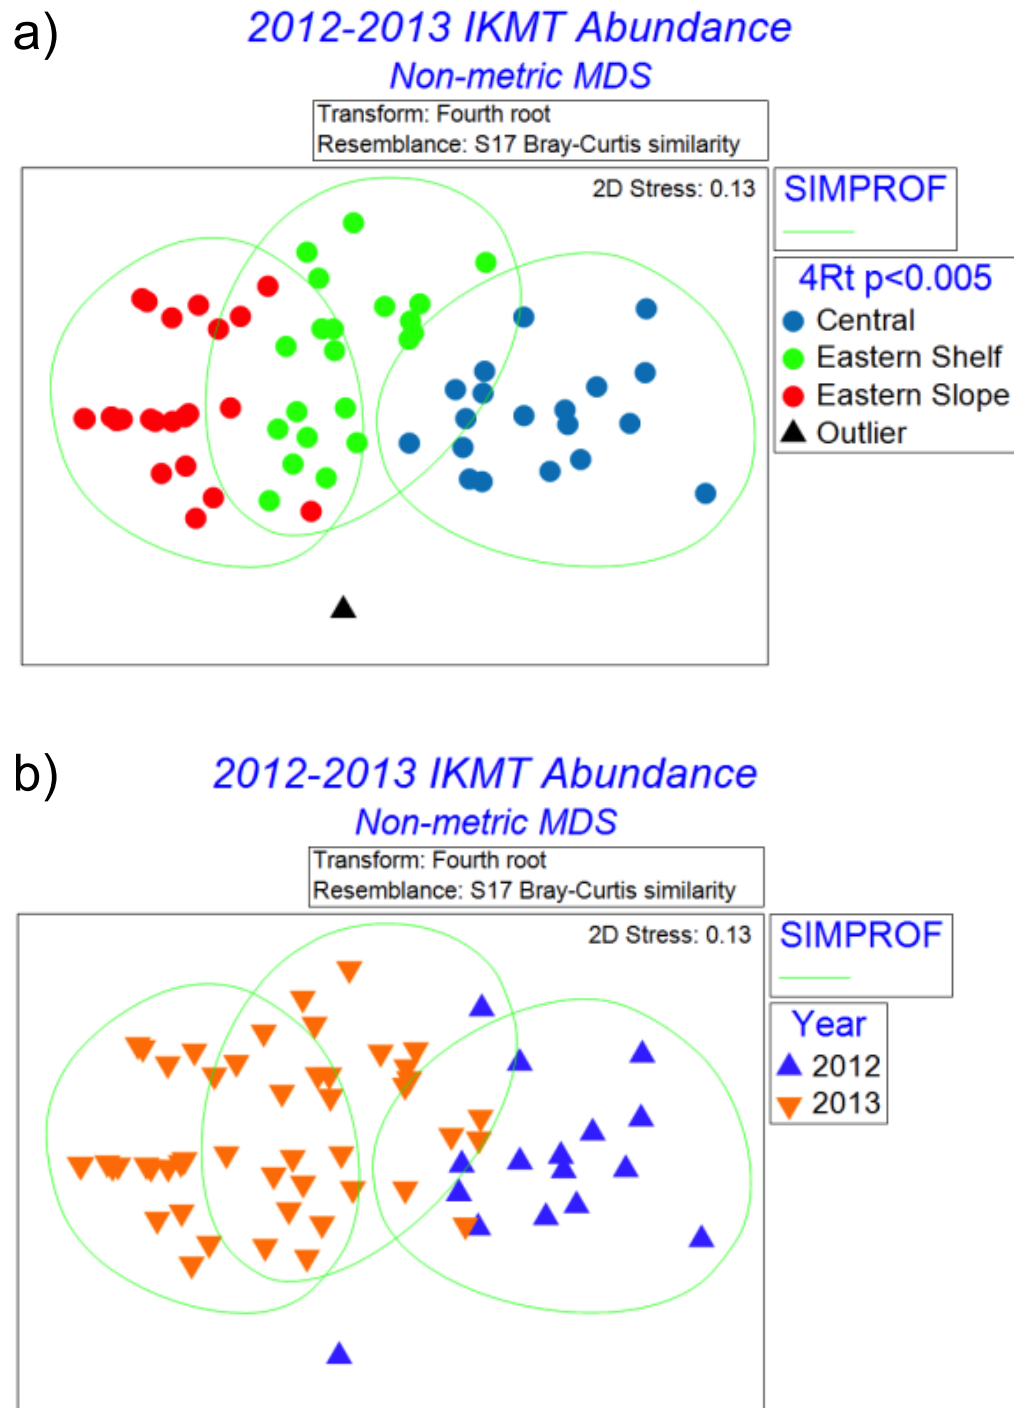 a)
2012-2013 IKMT Abundance
Non-metric MDS
Transform: Fourth root
Resemblance: S17 Bray-Curtis similarity
2D Stress: 0.13
SIMPROF
4Rt p<0.005
Central
Eastern Shelf
Eastern Slope
Outlier
b)
2012-2013 IKMT Abundance
Non-metric MDS
Transform: Fourth root
Resemblance: S17 Bray-Curtis similarity
2D Stress: 0.13
SIMPROF
Year
2012
2013